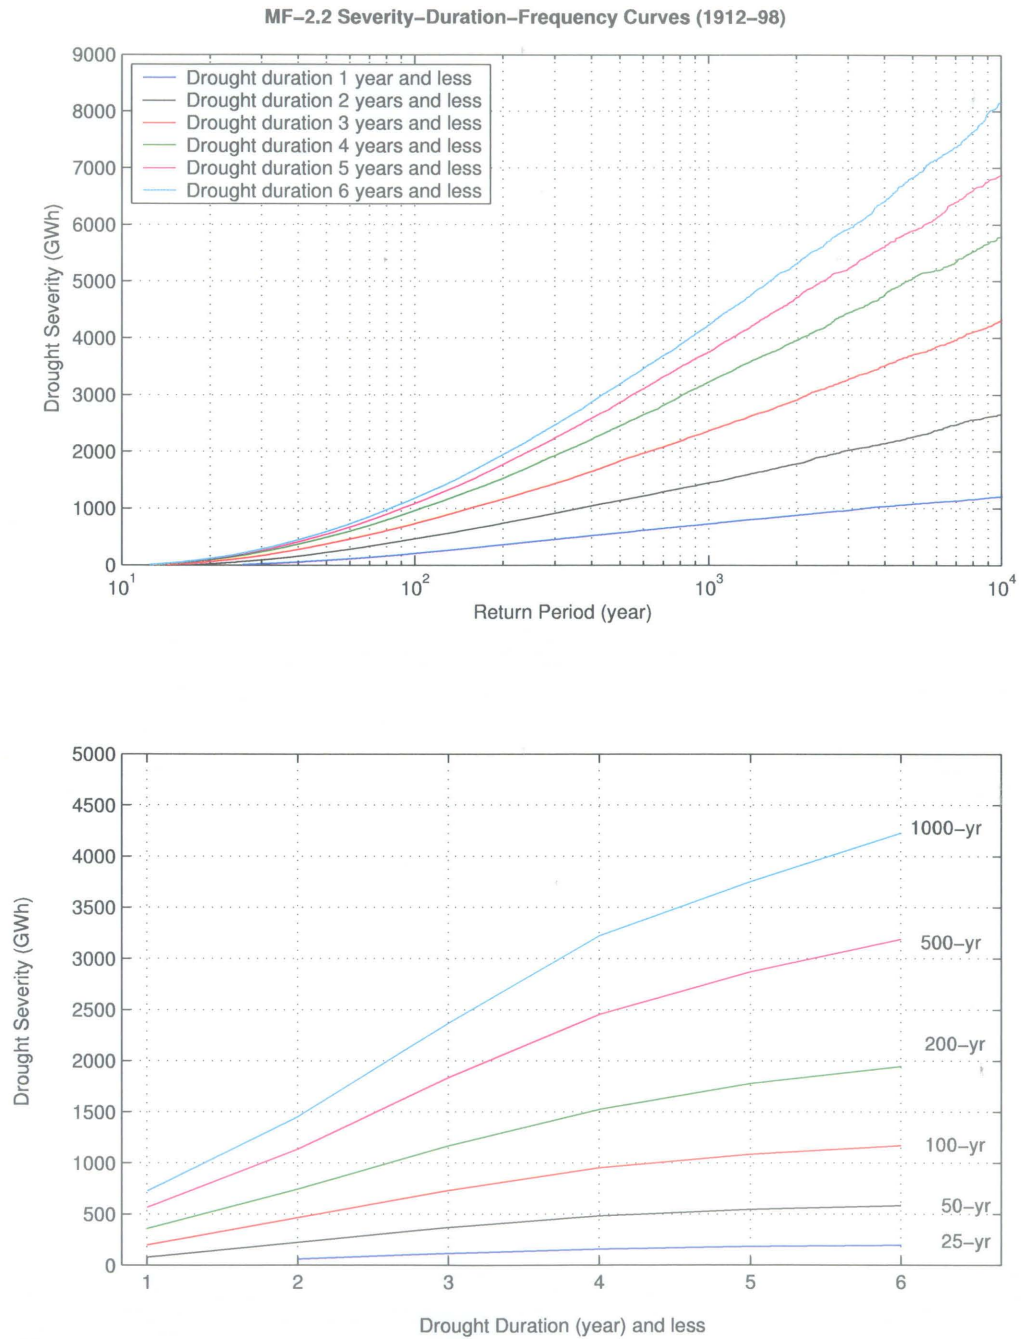 MF–2.2 Severity–Duration–Frequency Curves (1912–98)
9000
8000
7000
6000
5000
4000
3000
2000
1000
0
Drought Severity (GWh)
Drought duration 1 year and less
Drought duration 2 years and less
Drought duration 3 years and less
Drought duration 4 years and less
Drought duration 5 years and less
Drought duration 6 years and less
10^1 10^2 10^3 10^4
Return Period (year)
5000
4500
4000
3500
3000
2500
2000
1500
1000
500
0
Drought Severity (GWh)
1000–yr
500–yr
200–yr
100–yr
50–yr
25–yr
1 2 3 4 5 6
Drought Duration (year) and less